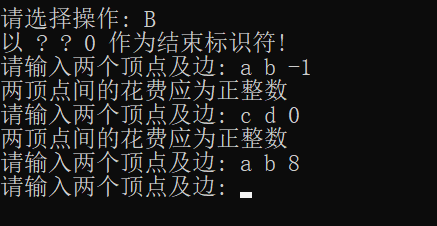 请选择操作: B
以 ? ? 0 作为结束标识符!
请输入两个顶点及边: a b -1
两顶点间的花费应为正整数
请输入两个顶点及边: c d 0
两顶点间的花费应为正整数
请输入两个顶点及边: a b 8
请输入两个顶点及边: